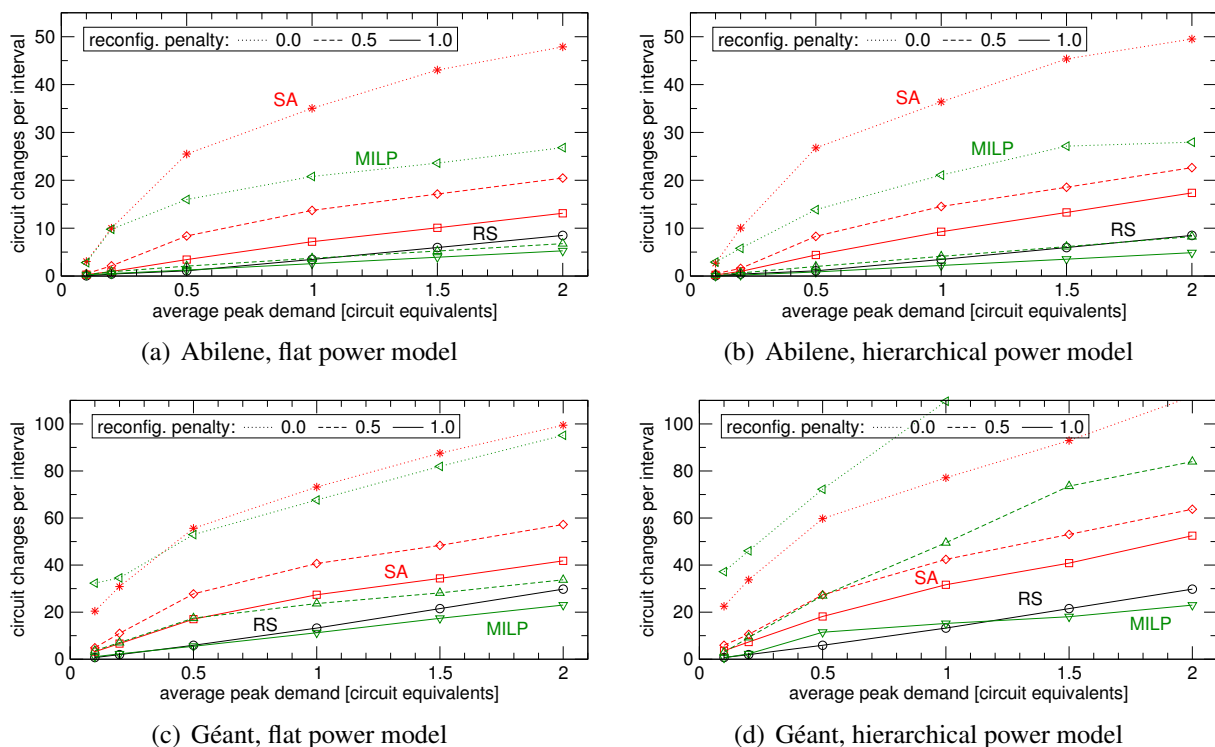 reconfig. penalty: 0.0 0.5 1.0
SA
MILP
RS
circuit changes per interval
50
40
30
20
10
0
0 0.5 1 1.5 2
average peak demand [circuit equivalents]
(a) Abilene, flat power model
reconfig. penalty: 0.0 0.5 1.0
SA
MILP
RS
circuit changes per interval
50
40
30
20
10
0
0 0.5 1 1.5 2
average peak demand [circuit equivalents]
(b) Abilene, hierarchical power model
reconfig. penalty: 0.0 0.5 1.0
SA
RS
MILP
circuit changes per interval
100
80
60
40
20
0
0 0.5 1 1.5 2
average peak demand [circuit equivalents]
(c) Géant, flat power model
reconfig. penalty: 0.0 0.5 1.0
SA
RS
MILP
circuit changes per interval
100
80
60
40
20
0
0 0.5 1 1.5 2
average peak demand [circuit equivalents]
(d) Géant, hierarchical power model